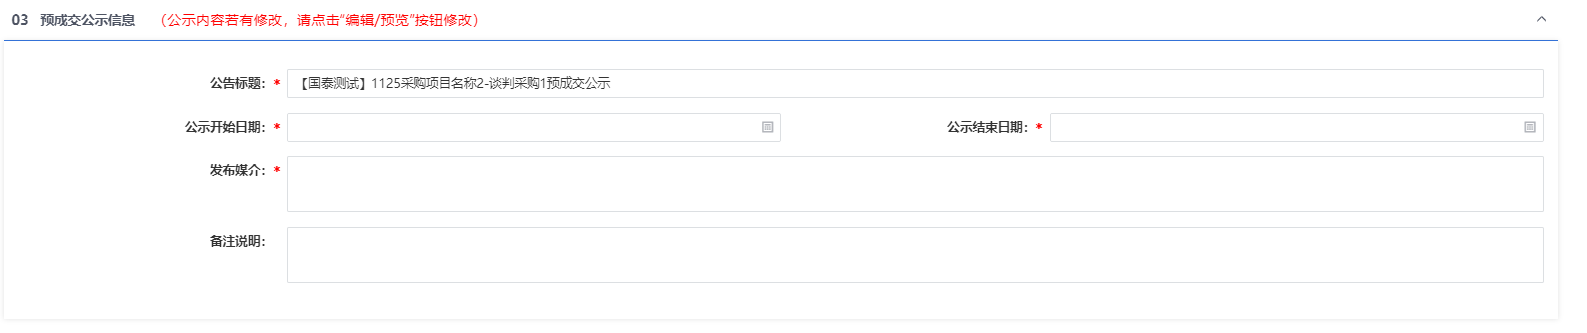 03 预成交公示信息 （公示内容若有修改，请点击“编辑/预览”按钮修改）
公告标题：* 【国泰测试】1125采购项目名称2-谈判采购1预成交公示
公示开始日期：* 公示结束日期：*
发布媒介：*
备注说明：